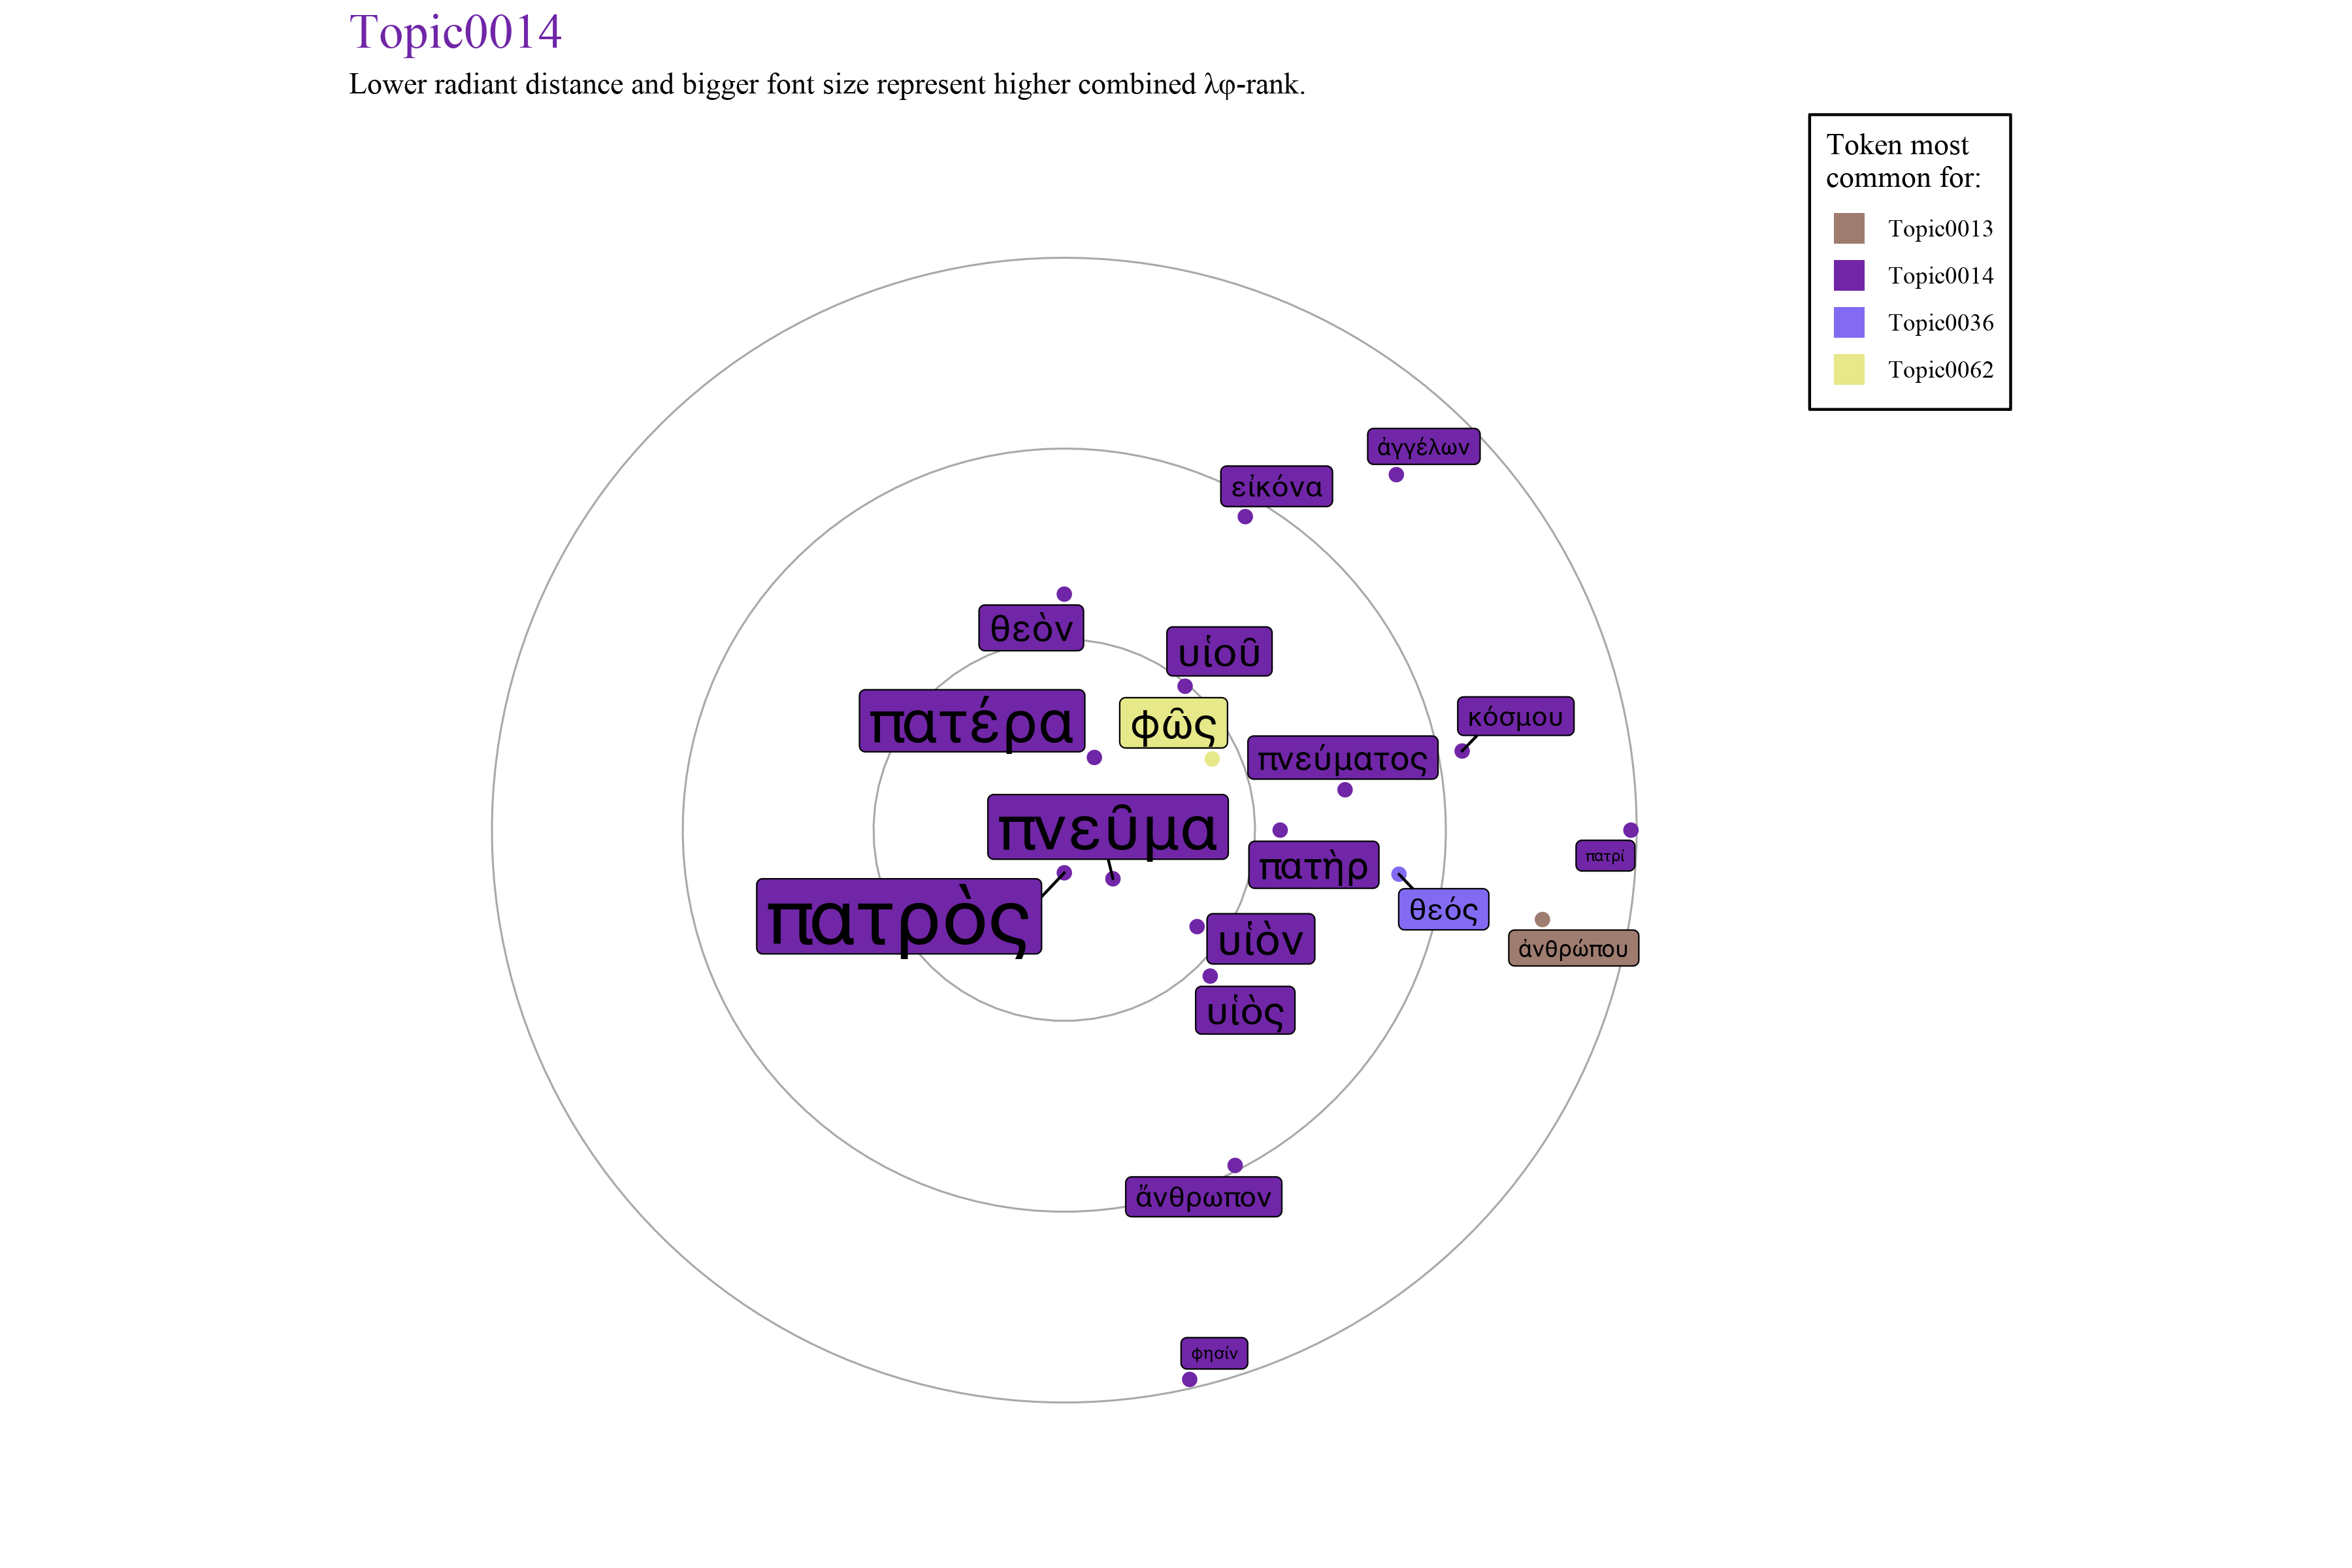 Topic0014
Lower radiant distance and bigger font size represent higher combined λφ-rank.
Token most
common for:
Topic0013
Topic0014
Topic0036
Topic0062
ἀγγέλων
εἰκόνα
θεὸν
υἱοῦ
πατέρα
φῶς
κόσμου
πνεύματος
πνεῦμα
πατρὶ
πατὴρ
θεός
πατρὸς
υἱὸν
ἀνθρώπου
υἱὸς
ἄνθρωπον
φησίν